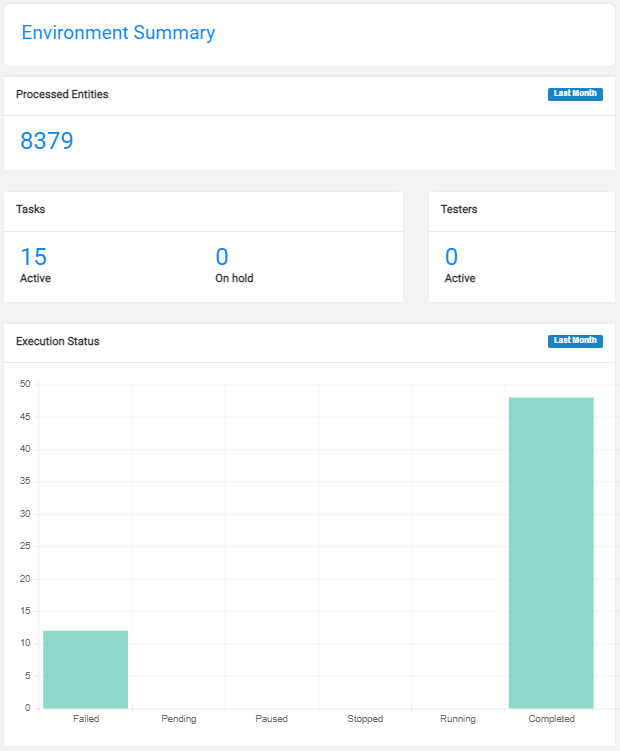 Environment Summary
Processed Entities Last Month
8379
Tasks
15 0
Active On hold
Testers
0
Active
Execution Status Last Month
50
45
40
35
30
25
20
15
10
5
0
Failed Pending Paused Stopped Running Completed